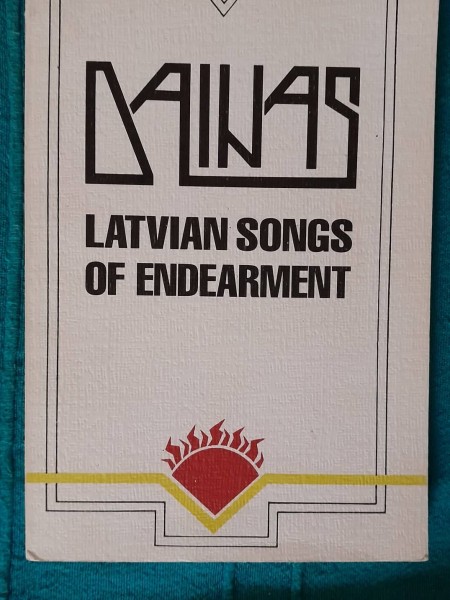 DAINAS
LATVIAN SONGS
OF ENDEARMENT